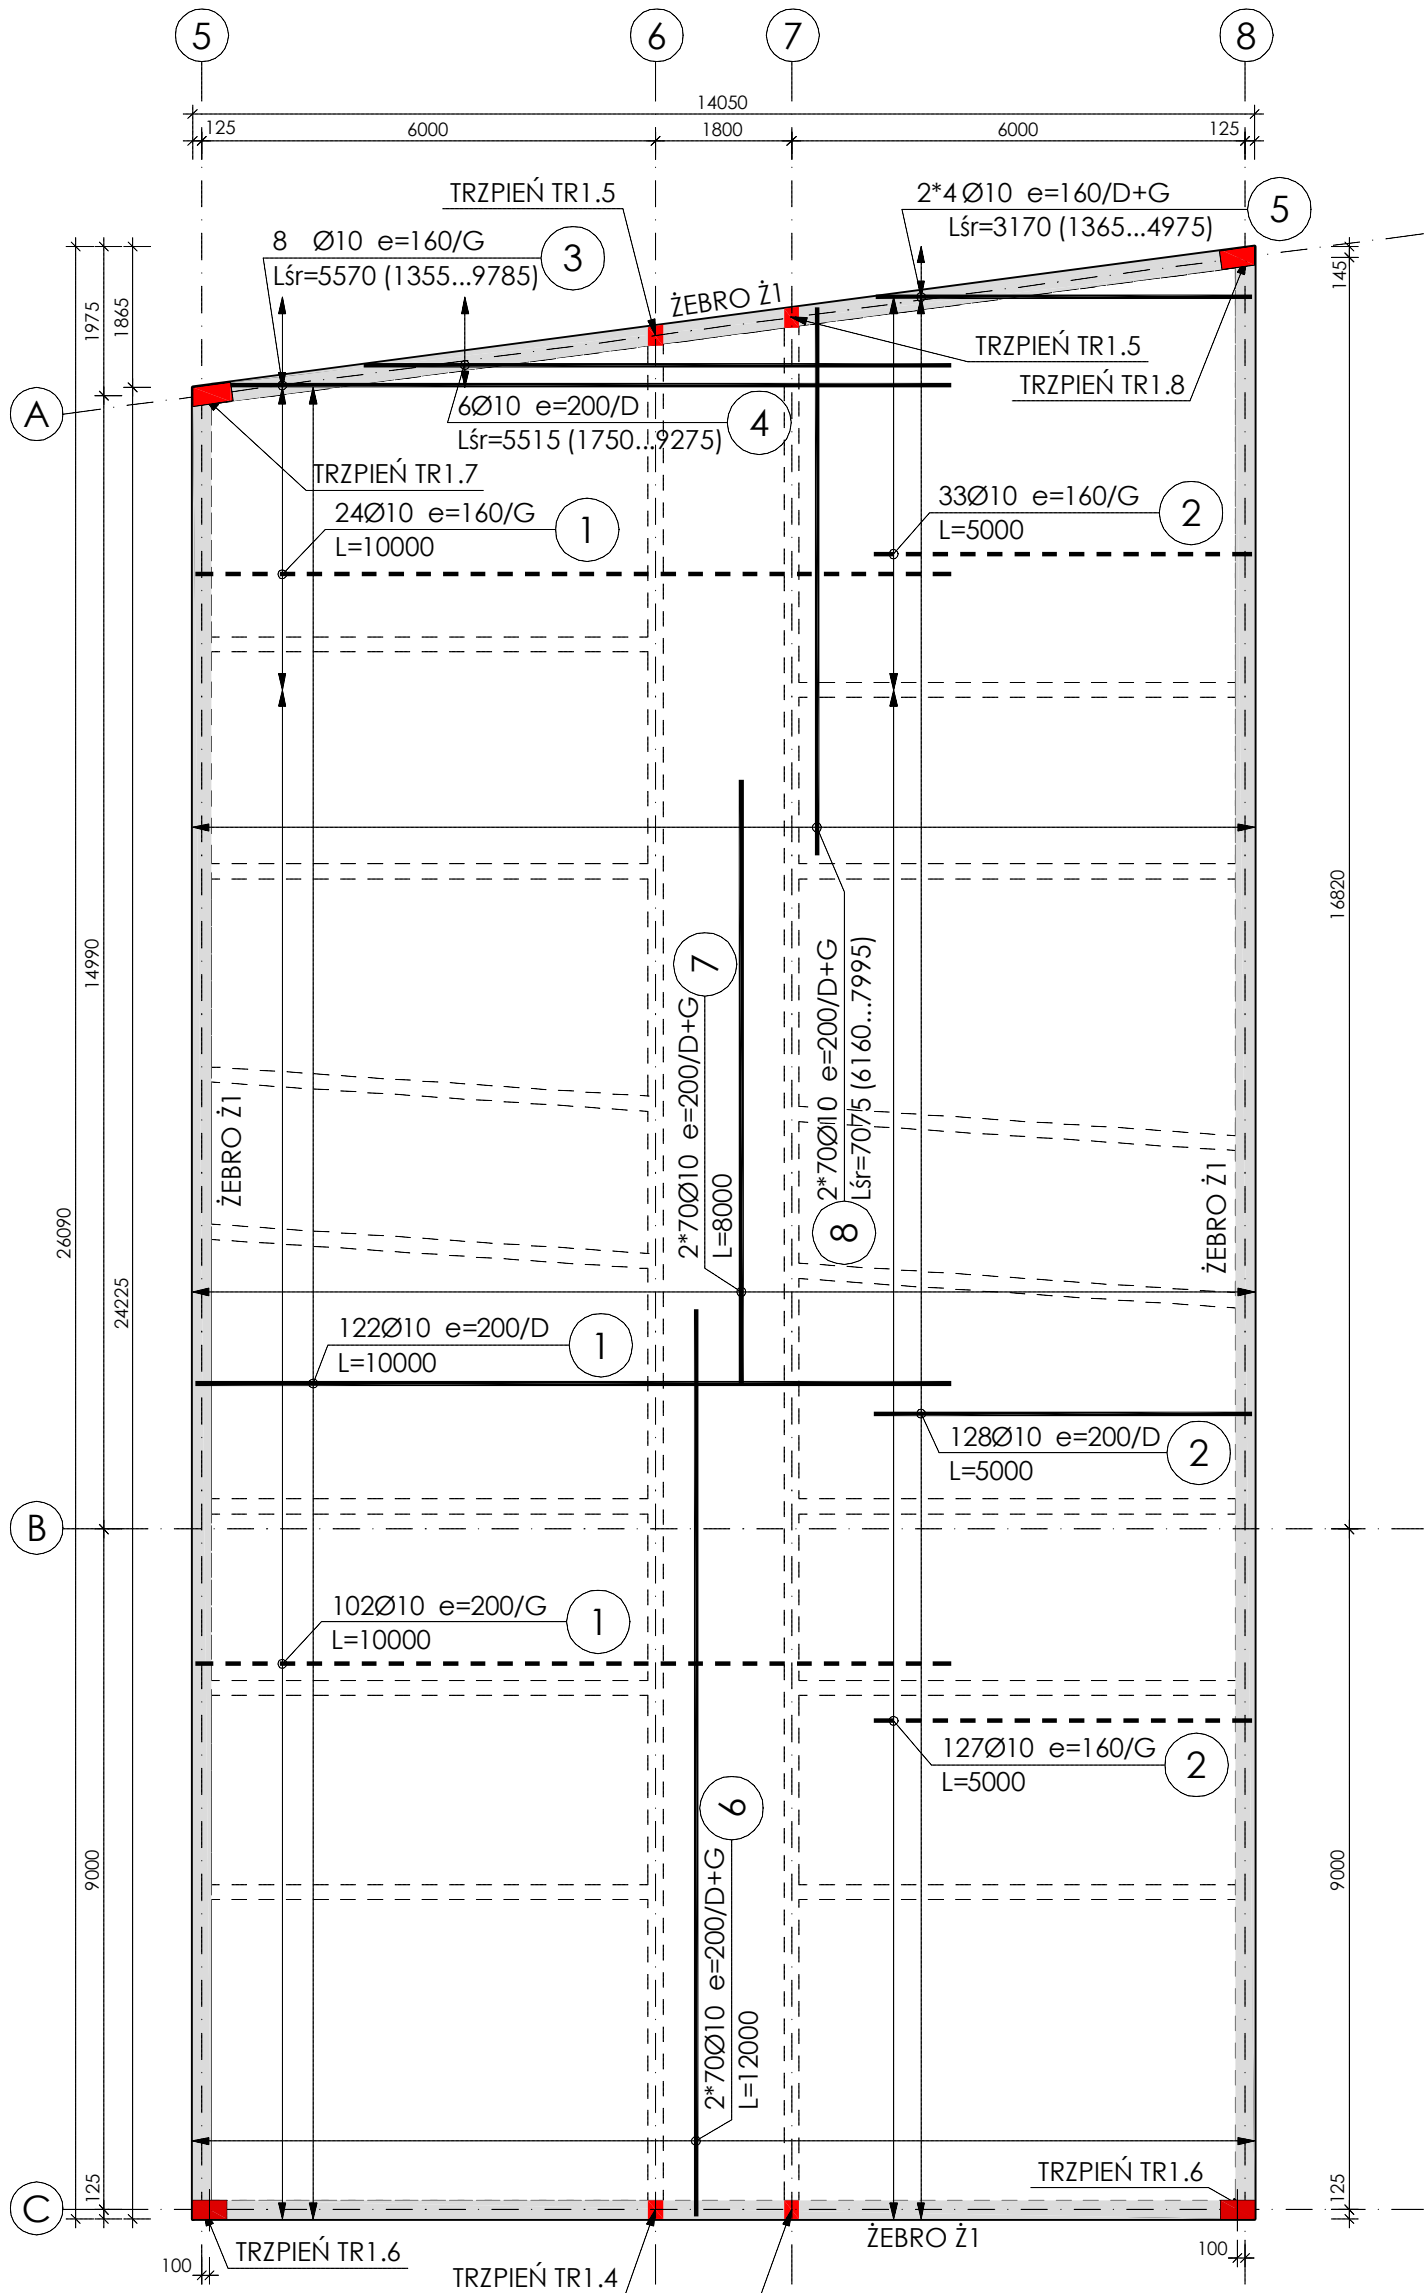 5
6
7
8
14050
125
6000
1800
6000
125
TRZPIEŃ TR1.5
2*4 Ø10 e=160/D+G
Lśr=3170 (1365...4975)
5
8 Ø10 e=160/G
Lśr=5570 (1355...9785)
3
ŻEBRO Ż1
145
1975
1865
TRZPIEŃ TR1.5
TRZPIEŃ TR1.8
A
6Ø10 e=200/D
Lśr=5515 (1750...9275)
4
TRZPIEŃ TR1.7
24Ø10 e=160/G
L=10000
1
33Ø10 e=160/G
L=5000
2
14990
16820
7
2*70Ø10 e=200/D+G
L=8000
2*70Ø10 e=200/D+G
Lśr=7075 (6160...7995)
8
ŻEBRO Ż1
ŻEBRO Ż1
26090
24225
122Ø10 e=200/D
L=10000
1
128Ø10 e=200/D
L=5000
2
B
102Ø10 e=200/G
L=10000
1
127Ø10 e=160/G
L=5000
2
6
2*70Ø10 e=200/D+G
L=12000
9000
9000
125
125
C
TRZPIEŃ TR1.6
TRZPIEŃ TR1.6
ŻEBRO Ż1
100
100
TRZPIEŃ TR1.4